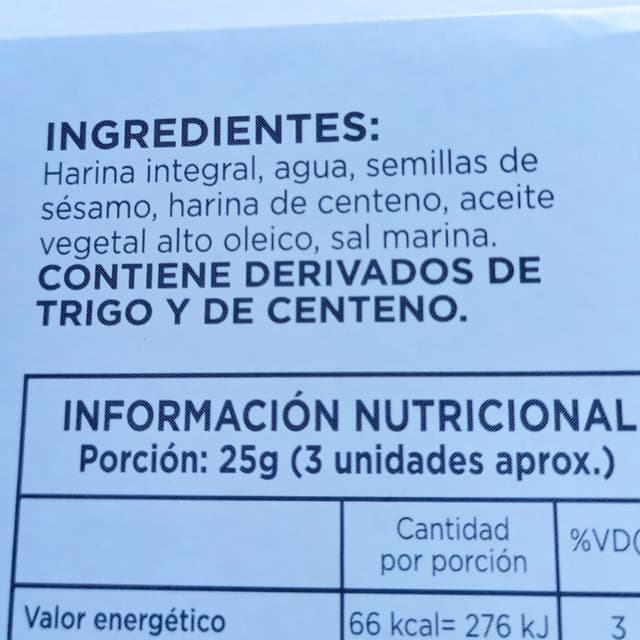 INGREDIENTES:
Harina integral, agua, semillas de
sésamo, harina de centeno, aceite
vegetal alto oleico, sal marina.
CONTIENE DERIVADOS DE
TRIGO Y DE CENTENO.
INFORMACIÓN NUTRICIONAL
Porción: 25g (3 unidades aprox.)
Cantidad
por porción
%VD(
Valor energético
66 kcal= 276 kJ
3